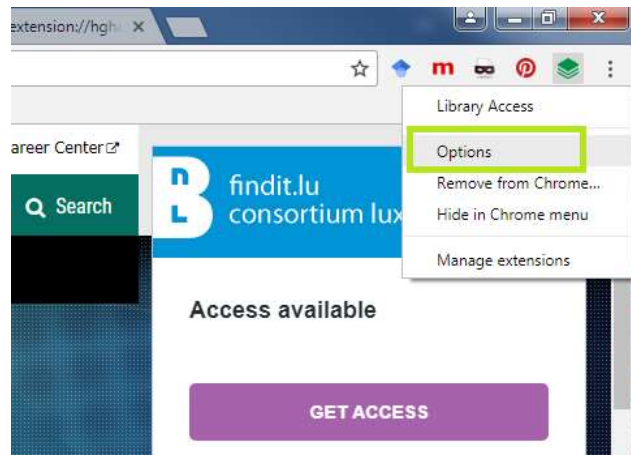 extension://hgh
m
Library Access
Options
Remove from Chrome...
Hide in Chrome menu
Manage extensions
areer Center
Search
B
n
L
findit.lu
consortium lux
Access available
GET ACCESS